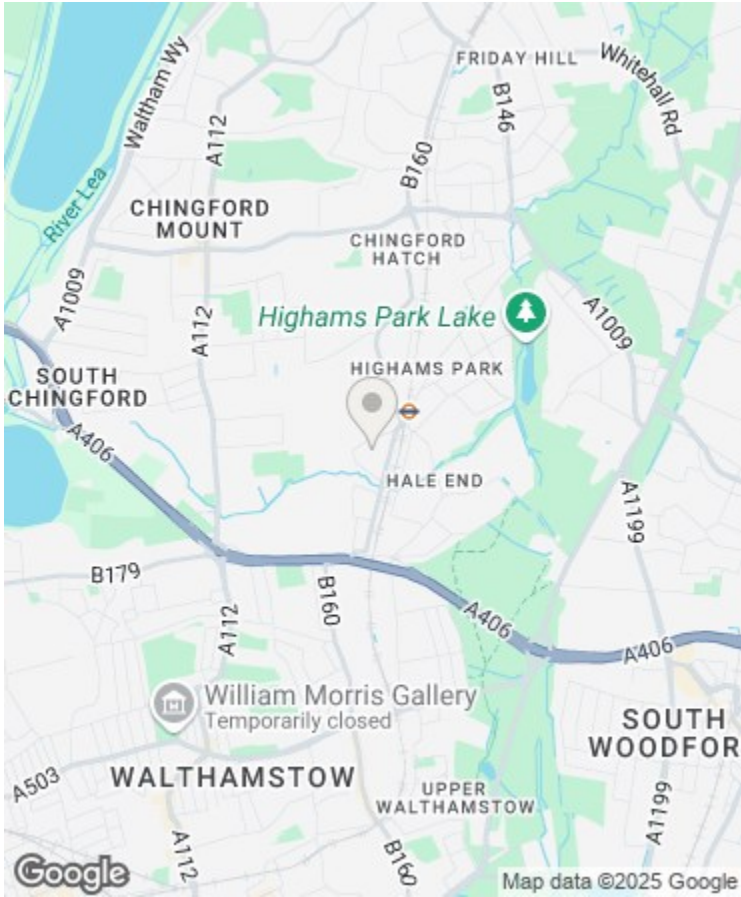 FRIDAY HILL
Waltham Wy
Whitehall Rd
A112
B146
B160
River Lea
CHINGFORD
MOUNT
CHINGFORD
HATCH
A1009
Highams Park Lake
A1009
A112
HIGHAMS PARK
SOUTH
CHINGFORD
A406
HALE END
A1199
B179
B160
A112
A406
A406
William Morris Gallery
Temporarily closed
SOUTH
WOODFOR
A503
WALTHAMSTOW
UPPER
WALTHAMSTOW
A1199
A112
B160
Google
Map data ©2025 Google